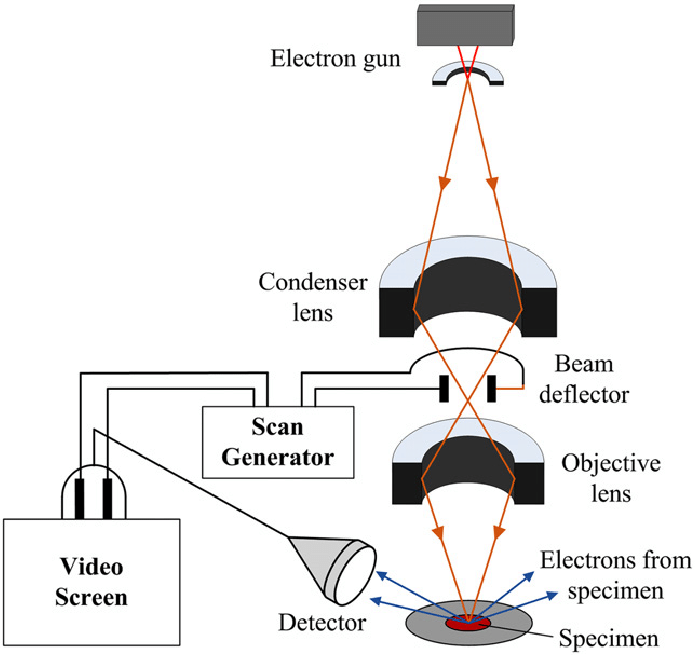 Electron gun
Condenser
lens
Beam
deflector
Scan
Generator
Objective
lens
Video
Screen
Detector
Electrons from
specimen
Specimen